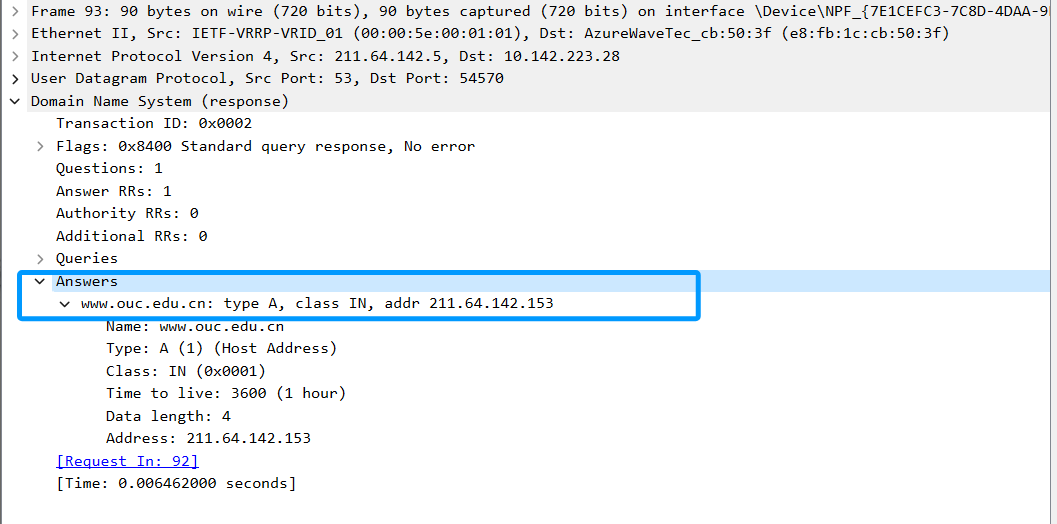 Frame 93: 90 bytes on wire (720 bits), 90 bytes captured (720 bits) on interface \Device\NPF_{7E1CEFC3-7C8D-4DAA-9
Ethernet II, Src: IETF-VRRP-VRID_01 (00:00:5e:00:01:01), Dst: AzureWaveTec_cb:50:3f (e8:fb:1c:cb:50:3f)
Internet Protocol Version 4, Src: 211.64.142.5, Dst: 10.142.223.28
User Datagram Protocol, Src Port: 53, Dst Port: 54570
Domain Name System (response)
Transaction ID: 0x0002
Flags: 0x8400 Standard query response, No error
Questions: 1
Answer RRs: 1
Authority RRs: 0
Additional RRs: 0
Queries
Answers
www.ouc.edu.cn: type A, class IN, addr 211.64.142.153
Name: www.ouc.edu.cn
Type: A (1) (Host Address)
Class: IN (0x0001)
Time to live: 3600 (1 hour)
Data length: 4
Address: 211.64.142.153
[Request In: 92]
[Time: 0.006462000 seconds]